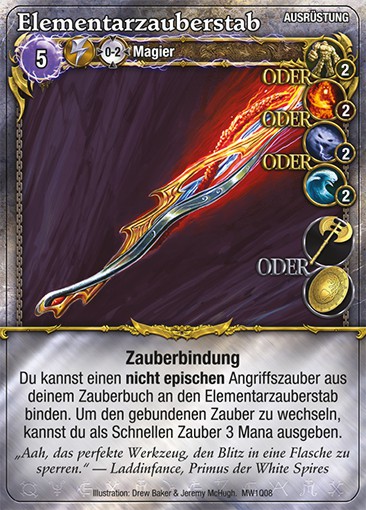 Elementarzauberstab
AUSRÜSTUNG
5
0-2 Magier
ODER
2
ODER
2
ODER
2
2
ODER
Zauberbindung
Du kannst einen nicht epischen Angriffszauber aus
deinem Zauberbuch an den Elementarzauberstab
binden. Um den gebundenen Zauber zu wechseln,
kannst du als Schnellen Zauber 3 Mana ausgeben.
„Aah, das perfekte Werkzeug, den Blitz in eine Flasche zu
sperren.“ — Laddinfance, Primus der White Spires
Illustration: Drew Baker & Jeremy McHugh. MW1Q08